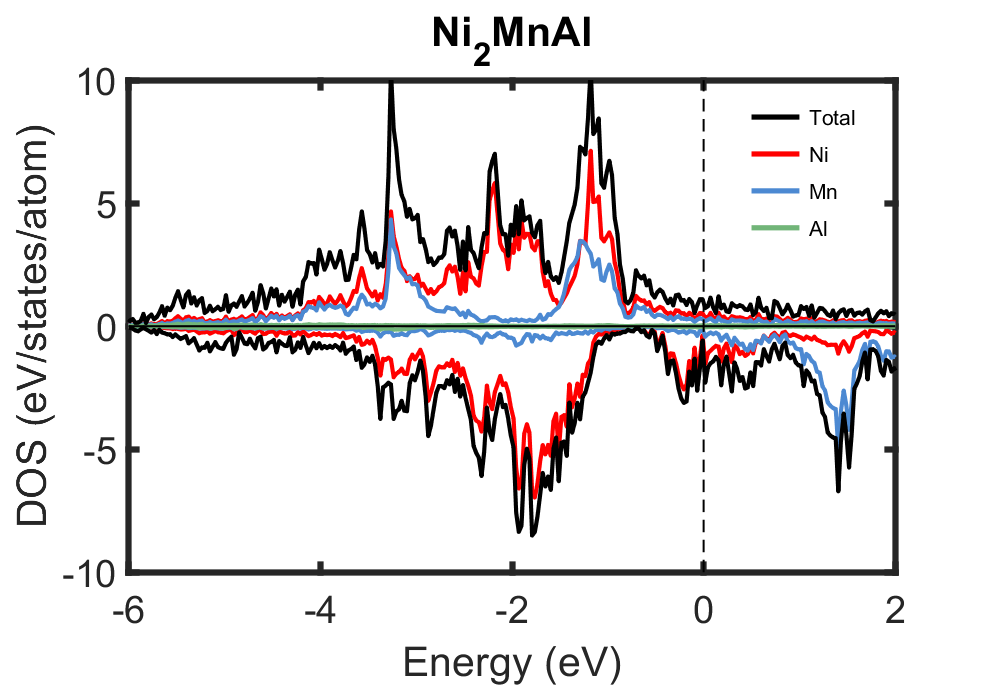 Ni₂MnAl
10
5
0
-5
-10
DOS (eV/states/atom)
Total
Ni
Mn
Al
-6 -4 -2 0 2
Energy (eV)